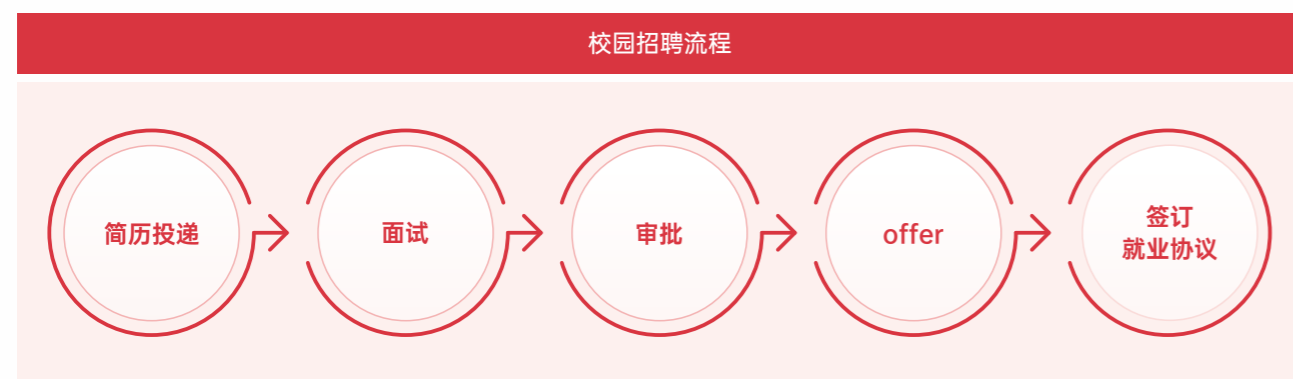 校园招聘流程
简历投递
面试
审批
offer
签订
就业协议